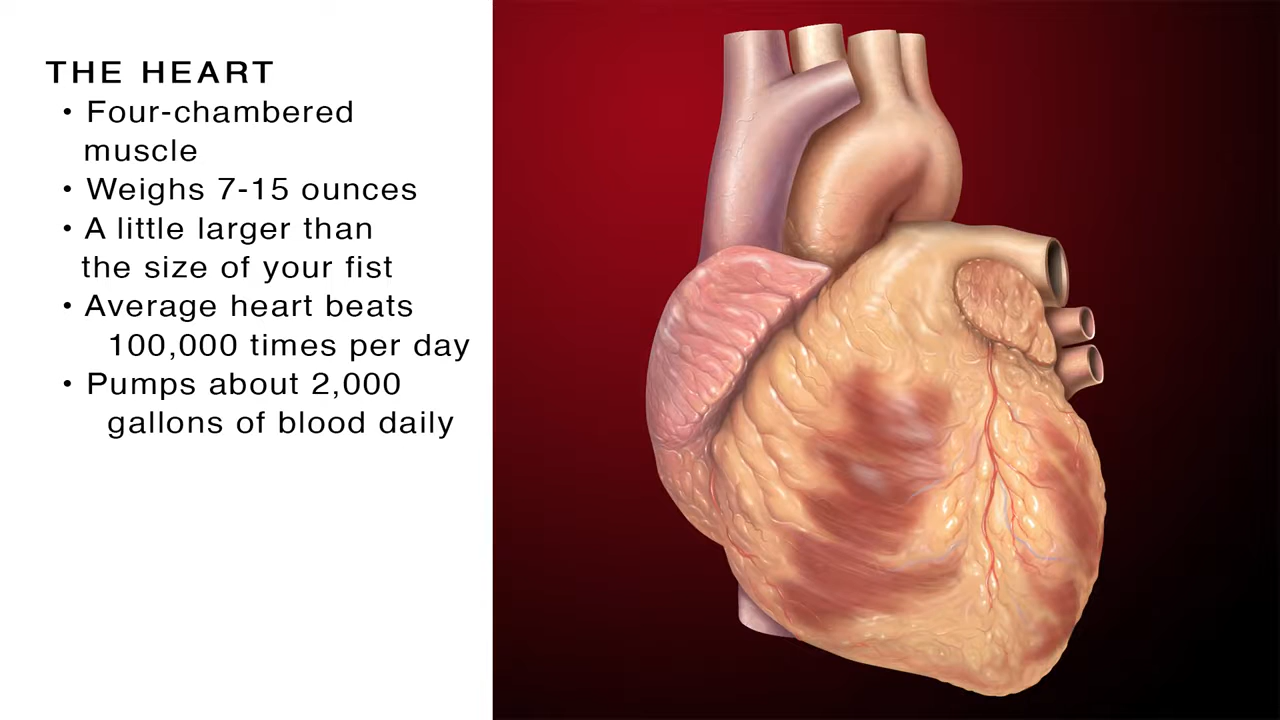 THE HEART
• Four-chambered
muscle
• Weighs 7-15 ounces
• A little larger than
the size of your fist
• Average heart beats
100,000 times per day
• Pumps about 2,000
gallons of blood daily